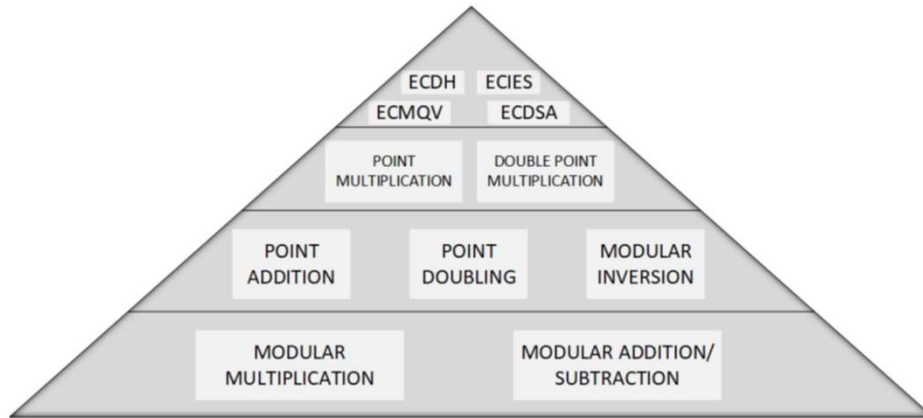 ECDH ECIES
ECMQV ECDSA
POINT
MULTIPLICATION
DOUBLE POINT
MULTIPLICATION
POINT
ADDITION
POINT
DOUBLING
MODULAR
INVERSION
MODULAR
MULTIPLICATION
MODULAR ADDITION/
SUBTRACTION